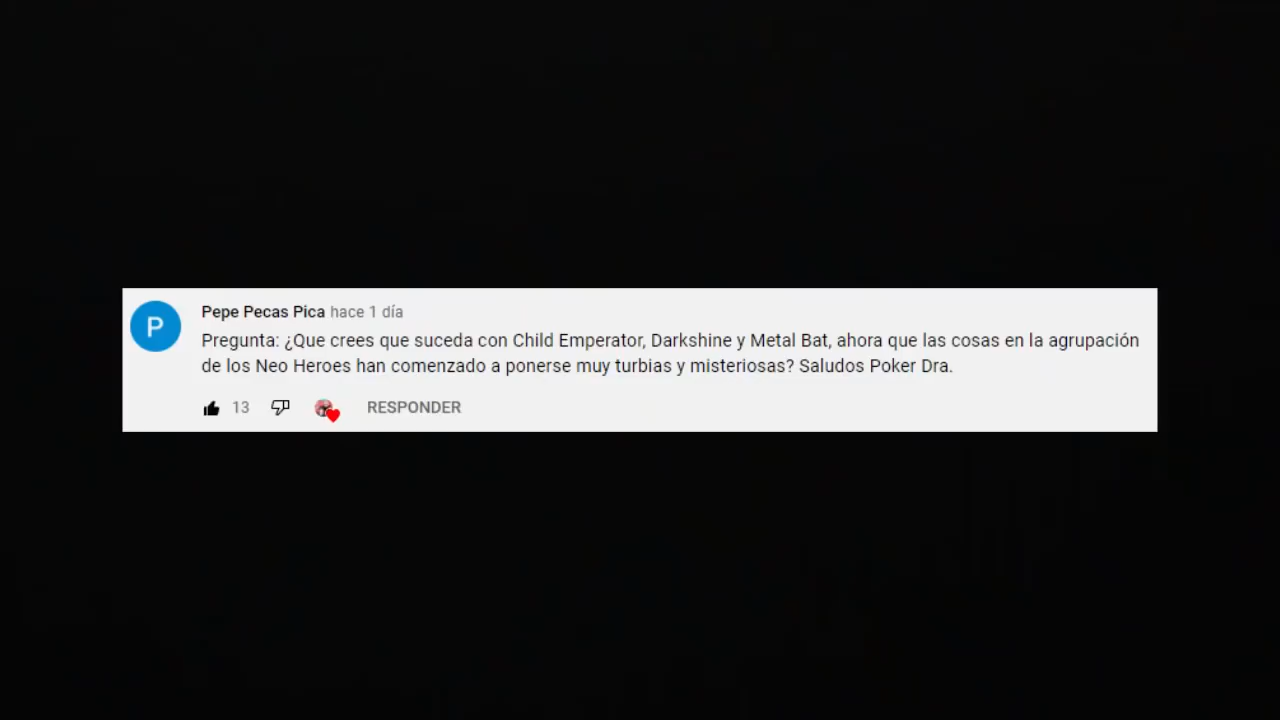 Pepe Pecas Pica hace 1 día
Pregunta: ¿Que crees que suceda con Child Emperator, Darkshine y Metal Bat, ahora que las cosas en la agrupación
de los Neo Heroes han comenzado a ponerse muy turbias y misteriosas? Saludos Poker Dra.
P
13 RESPONDER